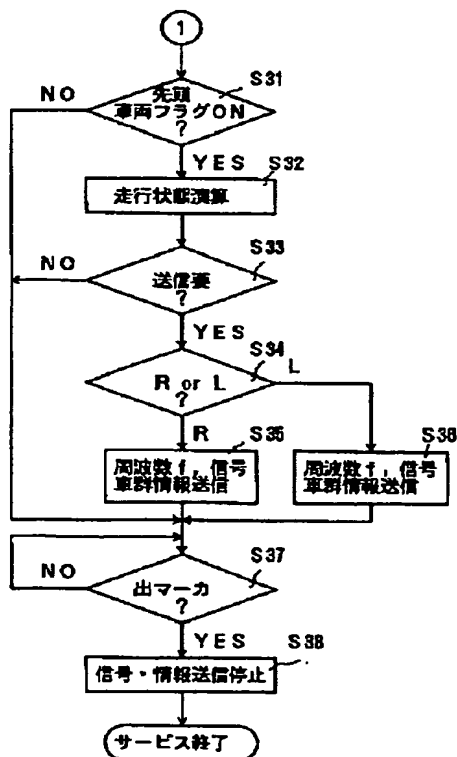 1
S31
NO
先頭
車両フラグON
?
YES
S32
走行状態演算
S33
NO
送信要
?
YES
S34
L
R or L
?
R
S35
S36
周波数f，信号
車群情報送信
周波数f，信号
車群情報送信
S37
NO
出マーカ
?
YES
S38
信号・情報送信停止
サービス終了